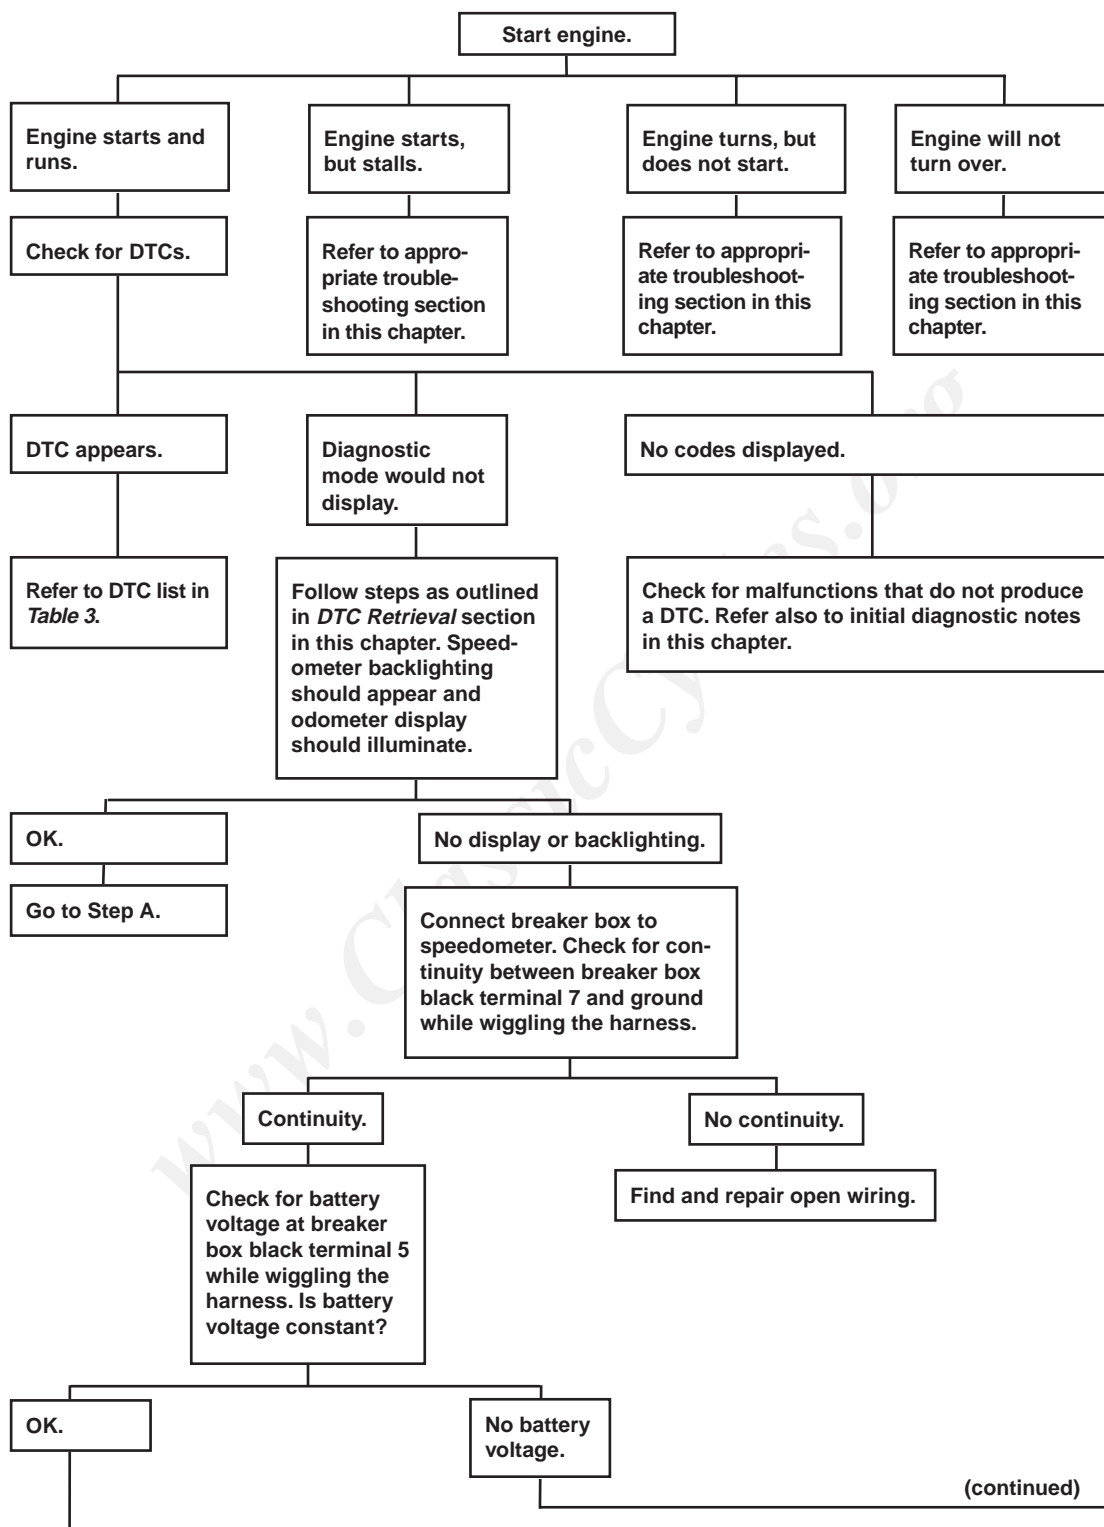 Start engine.
Engine starts and
runs.
Engine starts,
but stalls.
Engine turns, but
does not start.
Engine will not
turn over.
Check for DTCs.
Refer to appro-
priate trouble-
shooting section
in this chapter.
Refer to appropri-
ate troubleshoot-
ing section in this
chapter.
Refer to appropri-
ate troubleshoot-
ing section in this
chapter.
DTC appears.
Diagnostic
mode would not
display.
No codes displayed.
Refer to DTC list in
Table 3.
Follow steps as outlined
in DTC Retrieval section
in this chapter. Speed-
ometer backlighting
should appear and
odometer display
should illuminate.
Check for malfunctions that do not produce
a DTC. Refer also to initial diagnostic notes
in this chapter.
OK.
No display or backlighting.
Go to Step A.
Connect breaker box to
speedometer. Check for con-
tinuity between breaker box
black terminal 7 and ground
while wiggling the harness.
Continuity.
No continuity.
Check for battery
voltage at breaker
box black terminal 5
while wiggling the
harness. Is battery
voltage constant?
Find and repair open wiring.
OK.
No battery
voltage.
(continued)
www.ClassicCycles.org